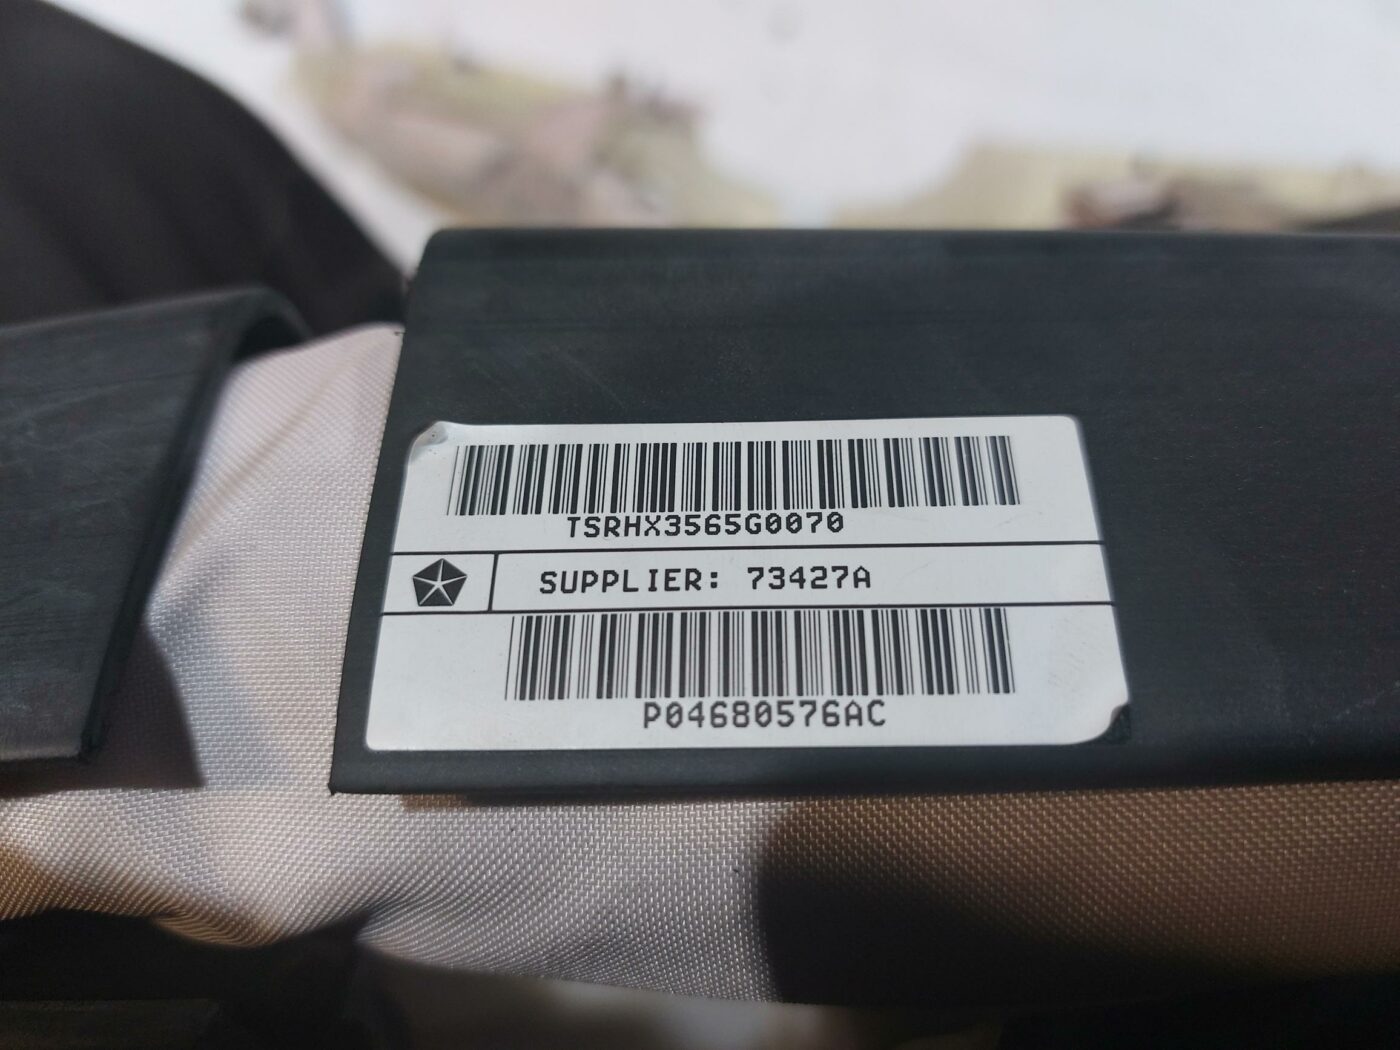 TSRHX3565G0070
SUPPLIER: 73427A
P04680576AC